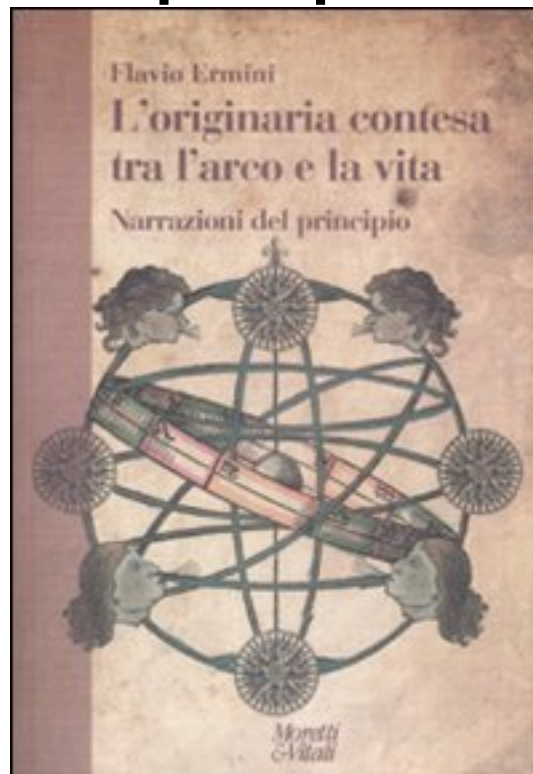 Flavio Ermini
L'originaria contesa
tra l'arco e la vita
Narrazioni del principio
Moretti
&Vitali